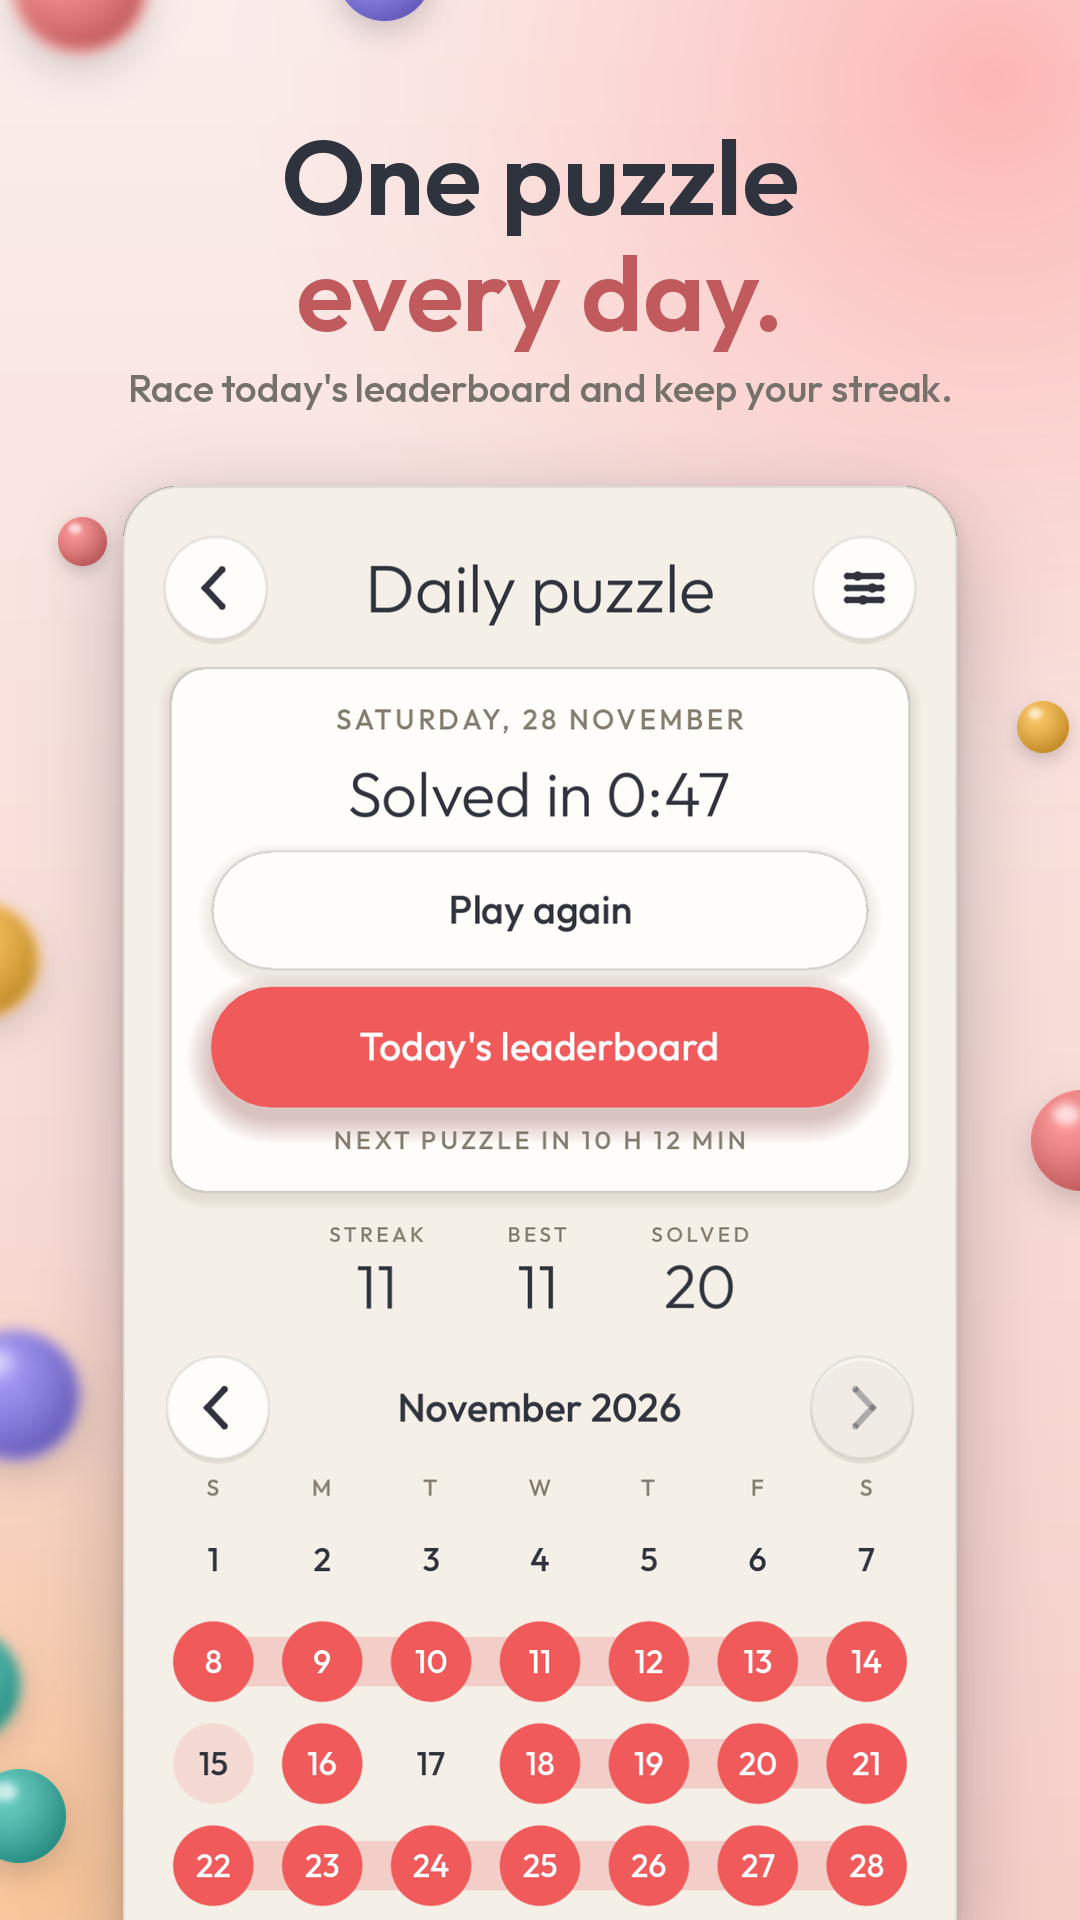 One puzzle
every day.
Race today's leaderboard and keep your streak.
Daily puzzle
SATURDAY, 28 NOVEMBER
Solved in 0:47
Play again
Today's leaderboard
NEXT PUZZLE IN 10 H 12 MIN
STREAK BEST SOLVED
11 11 20
November 2026
S M T W T F S
1 2 3 4 5 6 7
8 9 10 11 12 13 14
15 16 17 18 19 20 21
22 23 24 25 26 27 28